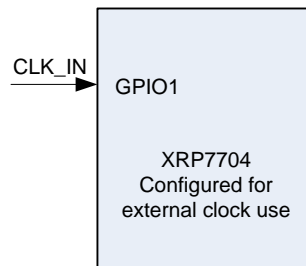 CLK_IN
GPIO1
XRP7704
Configured for
external clock use